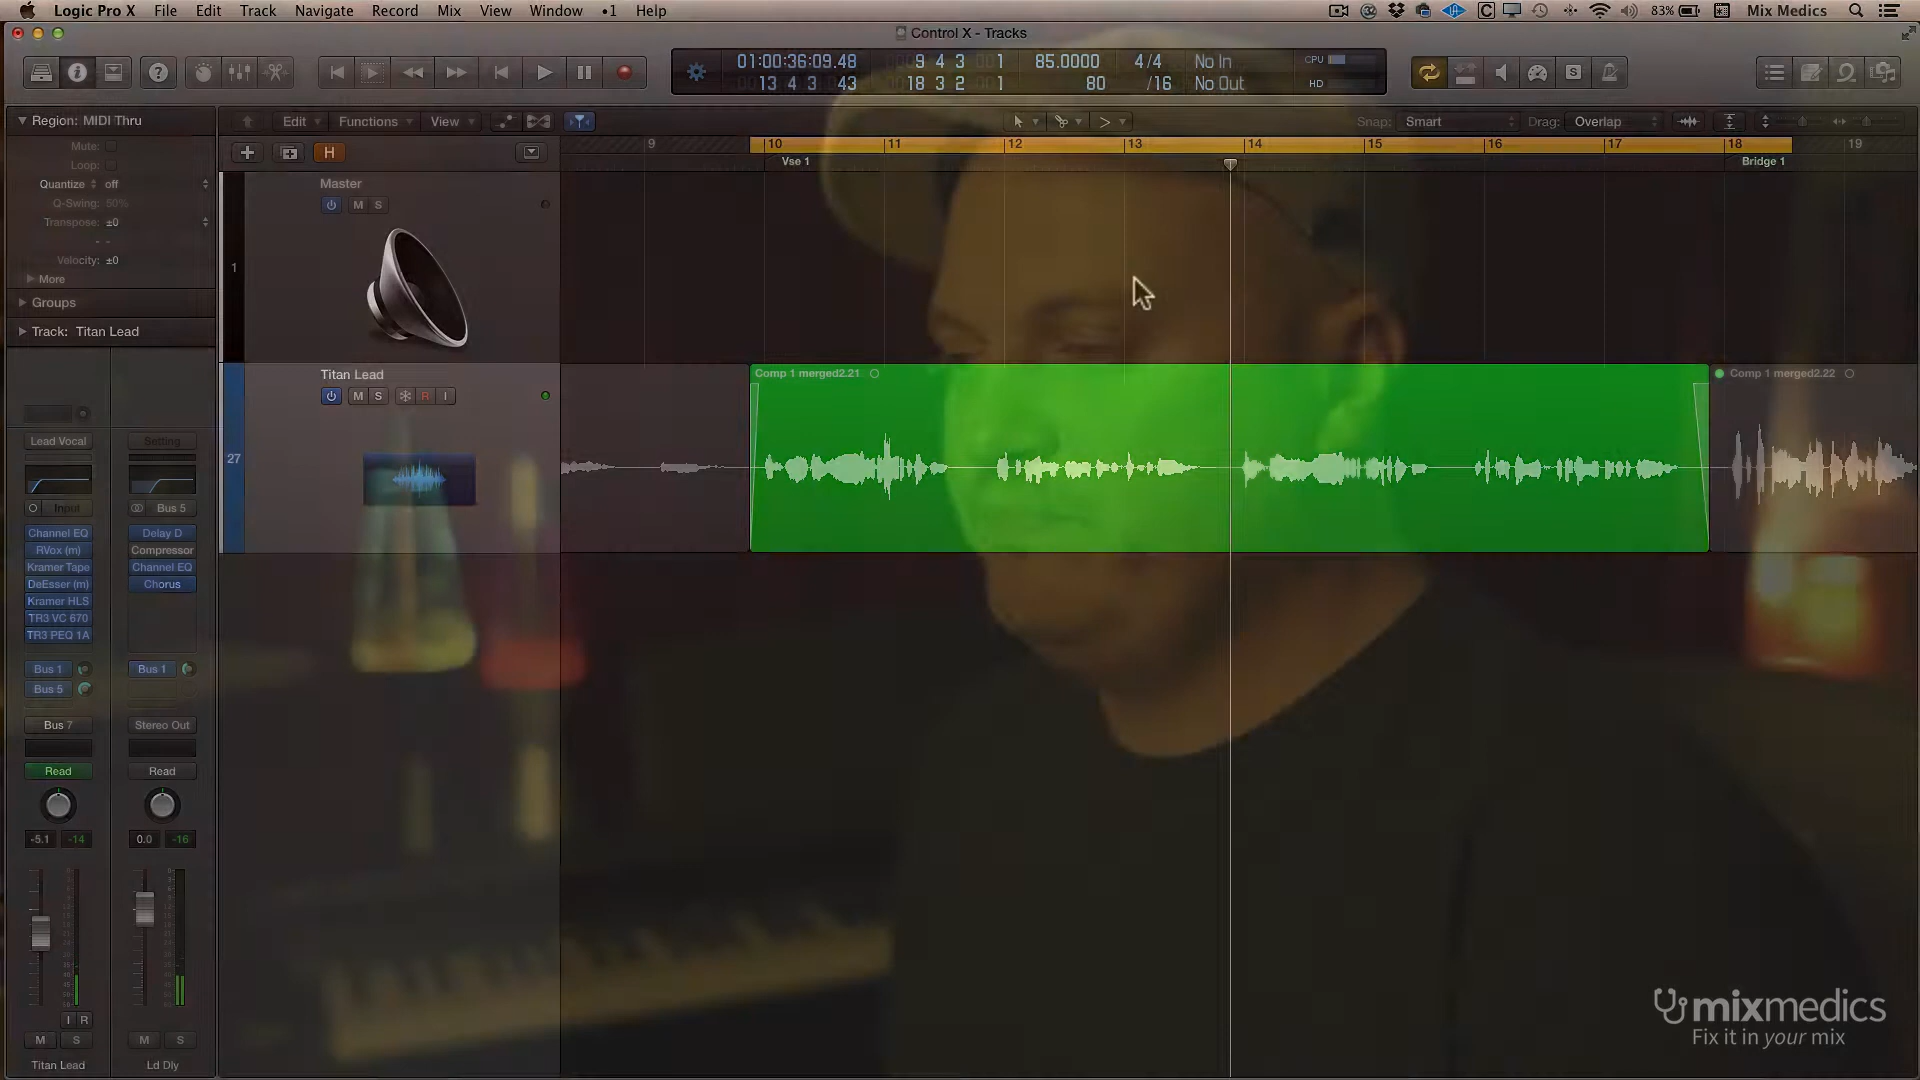 Logic Pro X File Edit Track Navigate Record Mix View Window •1 Help 83% Mix Medics
Control X - Tracks
01:00:36:09.48 9 4 3 1 85.0000 4/4 No In CPU
13 4 3 43 18 3 2 1 80 /16 No Out HD
Region: MIDI Thru
Edit Functions View Snap: Smart Drag: Overlap
Mute:
Loop:
Quantize off
Q-Swing: 50%
Transpose: ±0
Velocity: ±0
More
Groups
Track: Titan Lead
H
9 10 11 12 13 14 15 16 17 18 19
Vse 1 Bridge 1
1
Master
M S
27
Titan Lead
M S R I
Comp 1 merged2.21
Comp 1 merged2.22
Lead Vocal Setting
Input Bus 5
Channel EQ Delay D
RVox (m) Compressor
Kramer Tape Channel EQ
DeEsser (m) Chorus
Kramer HLS
TR3 VC 670
TR3 PEQ 1A
Bus 1 Bus 1
Bus 5
Bus 7 Stereo Out
Read Read
-5.1 -14 0.0 -16
I R
M S M S
Titan Lead Ld Dly
mixmedics
Fix it in your mix